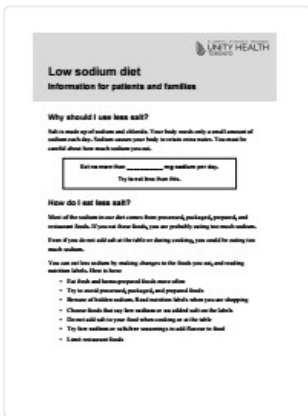 UNITY HEALTH
TORONTO
Low sodium diet
Information for patients and families
Why should I use less salt?
Salt is made up of sodium and chloride. Your body needs only a small amount of
sodium each day. Sodium causes your body to retain extra water. You must be
careful about how much sodium you eat.
Eat no more than __________ mg sodium per day.
Try to eat less than this.
How do I eat less salt?
Most of the sodium in our diet comes from processed, packaged, prepared, and
restaurant foods. If you eat these foods, you are probably eating too much sodium.
Even if you do not add salt at the table or during cooking, you could be eating too
much sodium.
You can eat less sodium by making changes to the foods you eat, and reading
nutrition labels. Here is how:
• Eat fresh and home-prepared foods more often
• Try to avoid processed, packaged, and prepared foods
• Beware of hidden sodium. Read nutrition labels when you are shopping
• Choose foods that say low sodium or no added salt on the labels
• Do not add salt to your food when cooking or at the table
• Try low sodium or salt-free seasonings to add flavour to food
• Limit restaurant foods